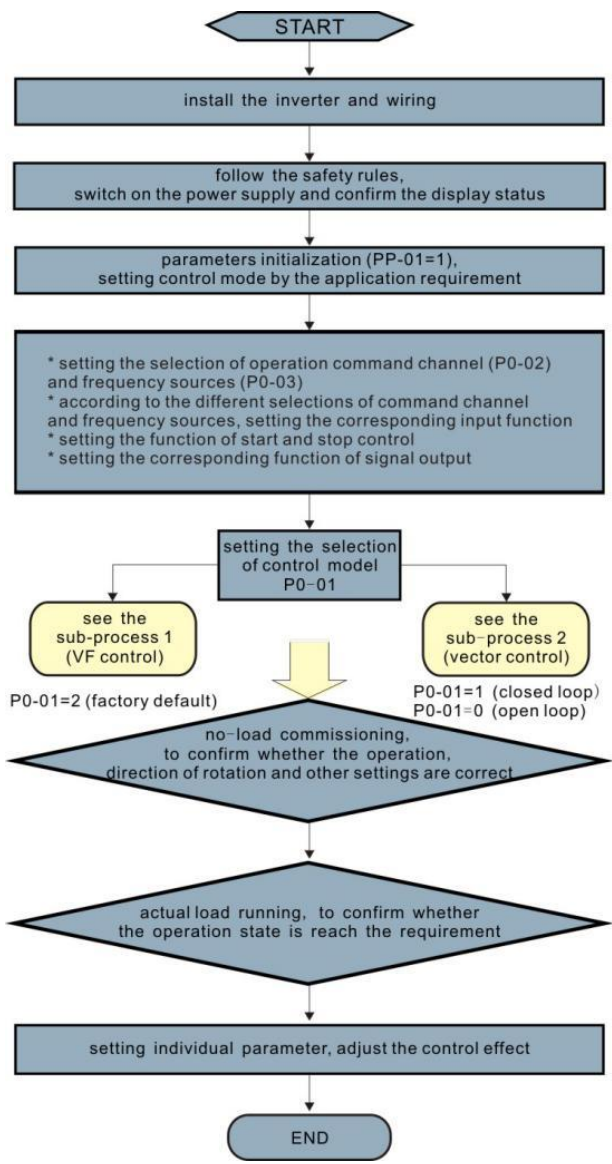 START
install the inverter and wiring
follow the safety rules,
switch on the power supply and confirm the display status
parameters initialization (PP-01=1),
setting control mode by the application requirement
* setting the selection of operation command channel (P0-02)
and frequency sources (P0-03)
* according to the different selections of command channel
and frequency sources, setting the corresponding input function
* setting the function of start and stop control
* setting the corresponding function of signal output
setting the selection
of control model
P0-01
see the
sub-process 1
(VF control)
P0-01=2 (factory default)
see the
sub-process 2
(vector control)
P0-01=1 (closed loop)
P0-01=0 (open loop)
no-load commissioning,
to confirm whether the operation,
direction of rotation and other settings are correct
actual load running, to confirm whether
the operation state is reach the requirement
setting individual parameter, adjust the control effect
END